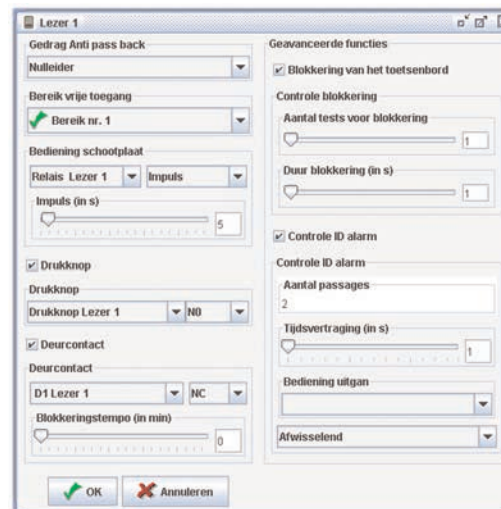 Lezer 1
Gedrag Anti pass back
Nulleider
Bereik vrije toegang
Bereik nr. 1
Bediening schootplaat
Relais Lezer 1
Impuls
Impuls (in s)
5
Drukknop
Drukknop
Drukknop Lezer 1
NO
Deurcontact
Deurcontact
D1 Lezer 1
NC
Blokkeringstempo (in min)
0
OK
Annuleren
Geavanceerde functies
Blokkering van het toetsenbord
Controle blokkering
Aantal tests voor blokkering
1
Duur blokkering (in s)
1
Controle ID alarm
Controle ID alarm
Aantal passages
2
Tijdsvertraging (in s)
1
Bediening uitgan
Afwisselend